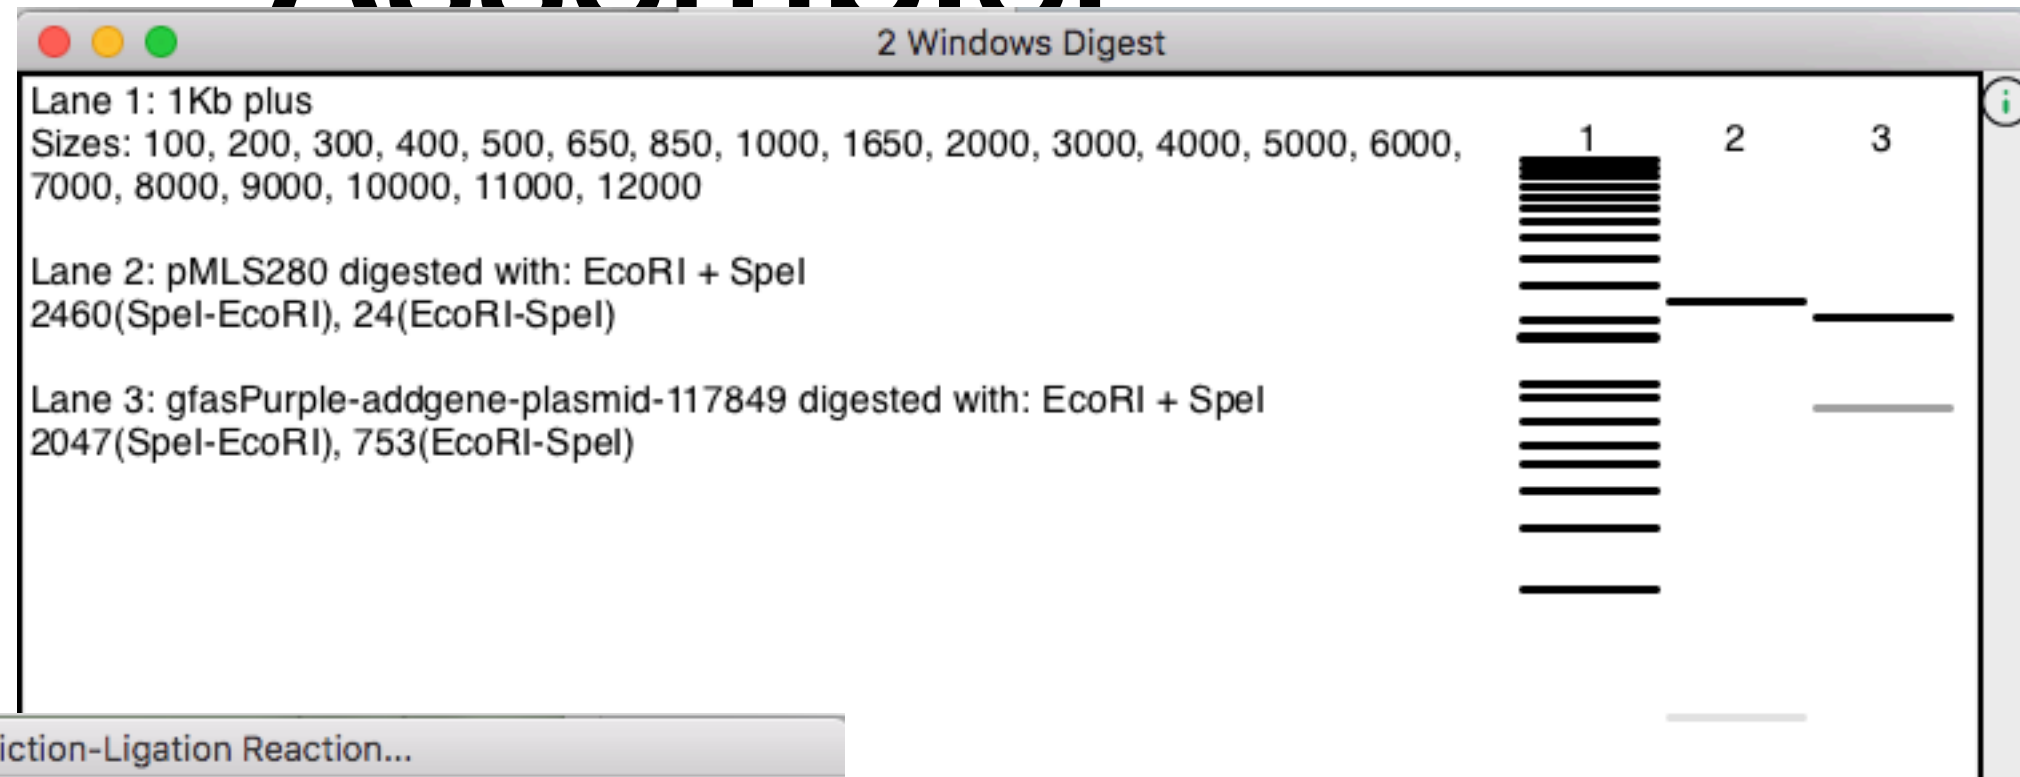 2 Windows Digest
Lane 1: 1Kb plus
Sizes: 100, 200, 300, 400, 500, 650, 850, 1000, 1650, 2000, 3000, 4000, 5000, 6000,
7000, 8000, 9000, 10000, 11000, 12000
Lane 2: pMLS280 digested with: EcoRI + SpeI
2460(SpeI-EcoRI), 24(EcoRI-SpeI)
Lane 3: gfasPurple-addgene-plasmid-117849 digested with: EcoRI + SpeI
2047(SpeI-EcoRI), 753(EcoRI-SpeI)
1 2 3
i
iction-Ligation Reaction...